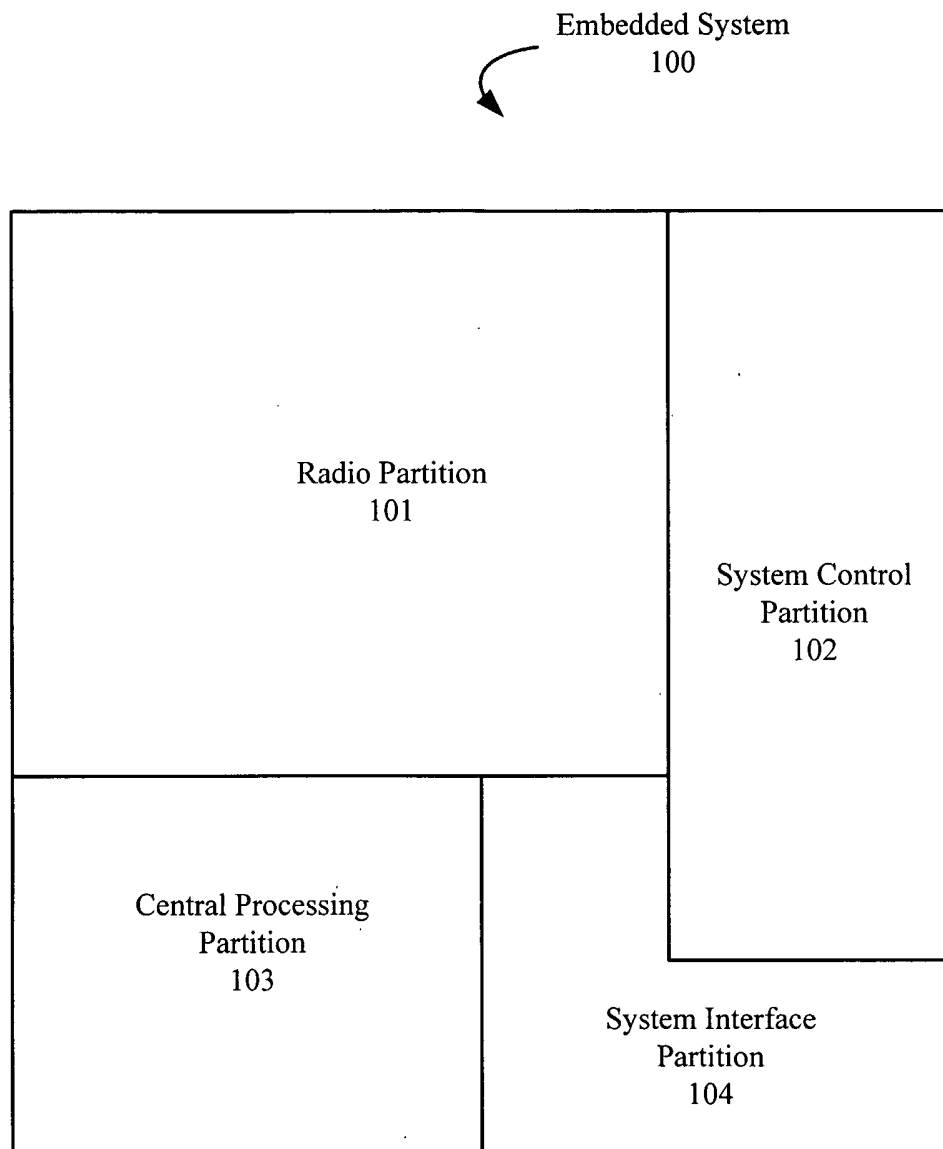 Embedded System
100
Radio Partition
101
System Control
Partition
102
Central Processing
Partition
103
System Interface
Partition
104